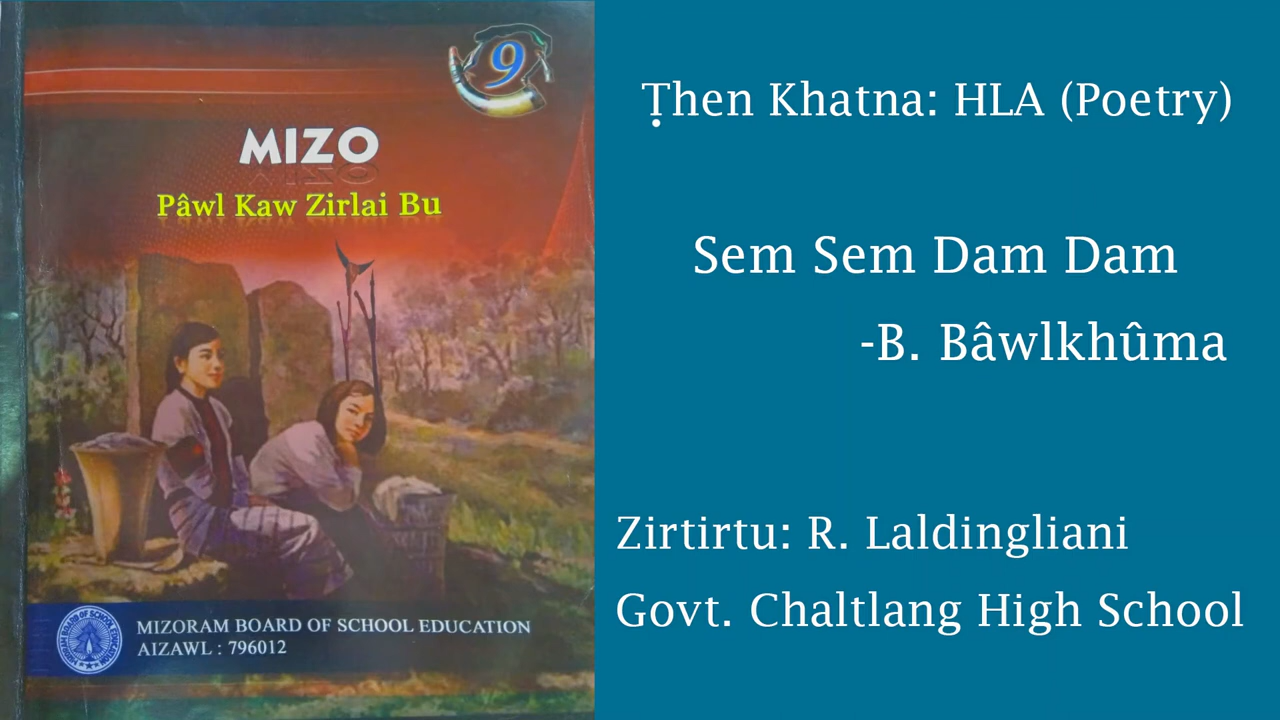 9
MIZO
Pâwl Kaw Zirlai Bu
MIZORAM BOARD OF SCHOOL EDUCATION
AIZAWL : 796012
Ṭhen Khatna: HLA (Poetry)
Sem Sem Dam Dam
-B. Bâwlkhûma
Zirtirtu: R. Laldingliani
Govt. Chaltlang High School